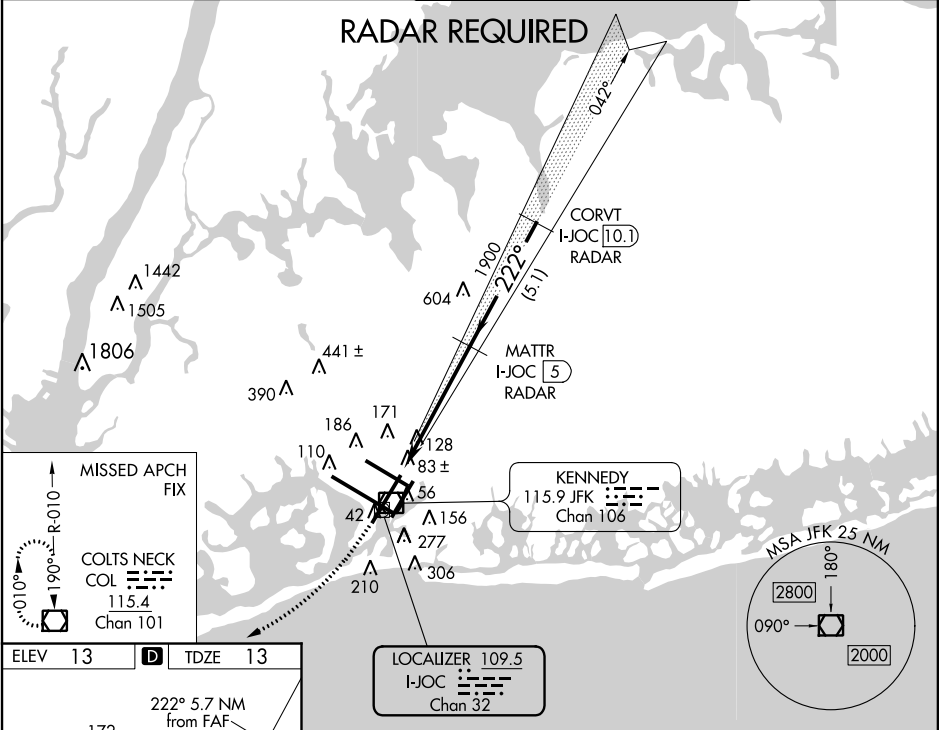 RADAR REQUIRED
042°
CORVT
I-JOC 10.1
RADAR
1900
222°
(5.1)
604
1442
1505
1806
MATTR
I-JOC 5
RADAR
441 ±
390
171
186
128
110
83 ±
56
42
156
277
306
210
KENNEDY
115.9 JFK
Chan 106
MISSED APCH
FIX
R-010
190°
010°
COLTS NECK
COL
115.4
Chan 101
MSA JFK 25 NM
180°
2800
090°
2000
LOCALIZER 109.5
I-JOC
Chan 32
ELEV 13 D TDZE 13
222° 5.7 NM
from FAF